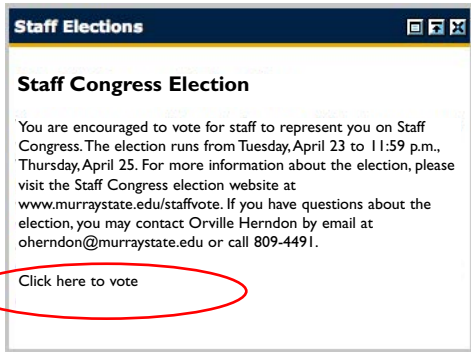 Staff Elections
Staff Congress Election
You are encouraged to vote for staff to represent you on Staff
Congress. The election runs from Tuesday, April 23 to 11:59 p.m.,
Thursday, April 25. For more information about the election, please
visit the Staff Congress election website at
www.murraystate.edu/staffvote. If you have questions about the
election, you may contact Orville Herndon by email at
oherndon@murraystate.edu or call 809-4491.
Click here to vote